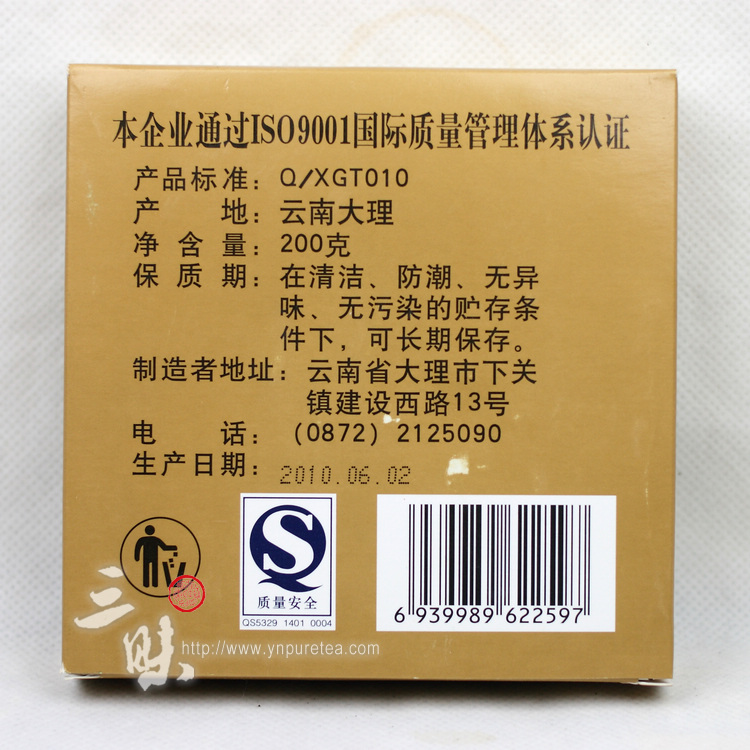 本企业通过ISO9001国际质量管理体系认证
产品标准：Q/XGT010
产 地：云南大理
净 含 量：200克
保 质 期：在清洁、防潮、无异
味、无污染的贮存条
件下，可长期保存。
制造者地址：云南省大理市下关
镇建设西路13号
电 话：(0872) 2125090
生产日期：2010.06.02
质量安全
QS5329 1401 0004
6 939989 622597
三昧
http://www.ynpuretea.com